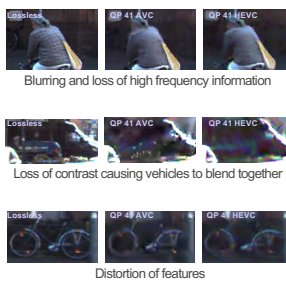 Lossless QP 41 AVC QP 41 HEVC
Blurring and loss of high frequency information
Lossless QP 41 AVC QP 41 HEVC
Loss of contrast causing vehicles to blend together
Lossless QP 41 AVC QP 41 HEVC
Distortion of features